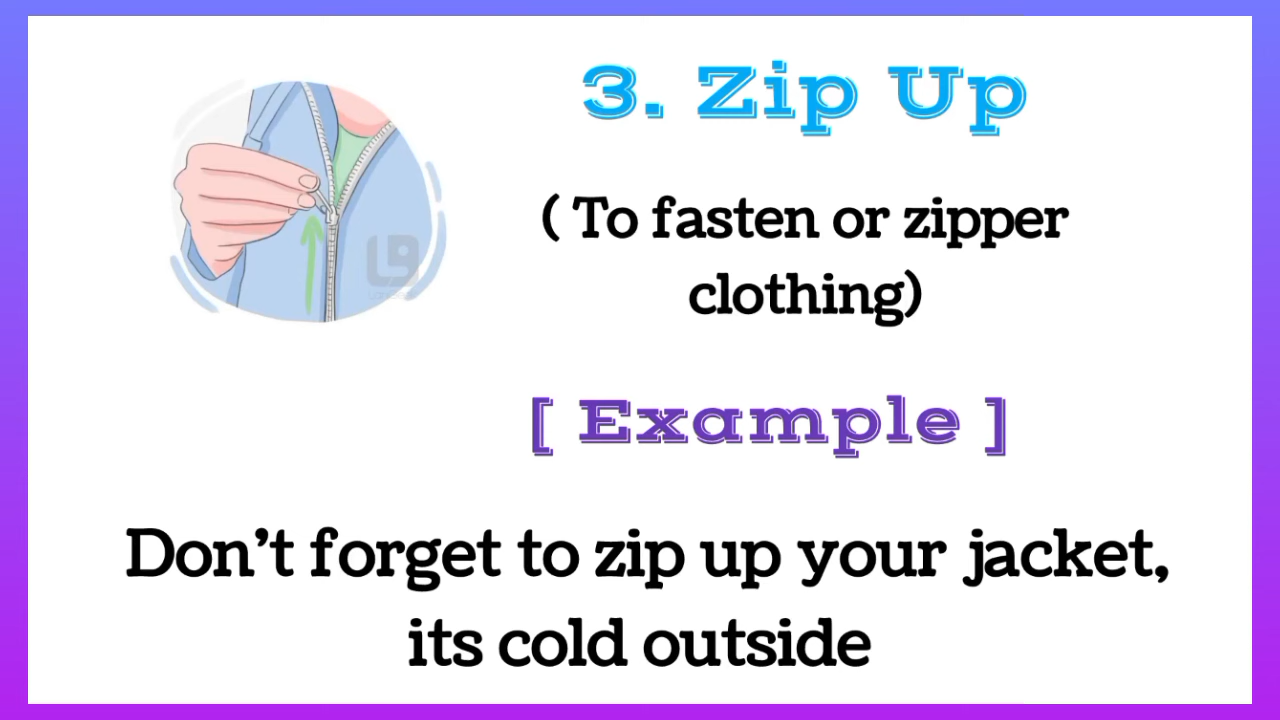 3. Zip Up
( To fasten or zipper
clothing)
[ Example ]
Don’t forget to zip up your jacket,
its cold outside